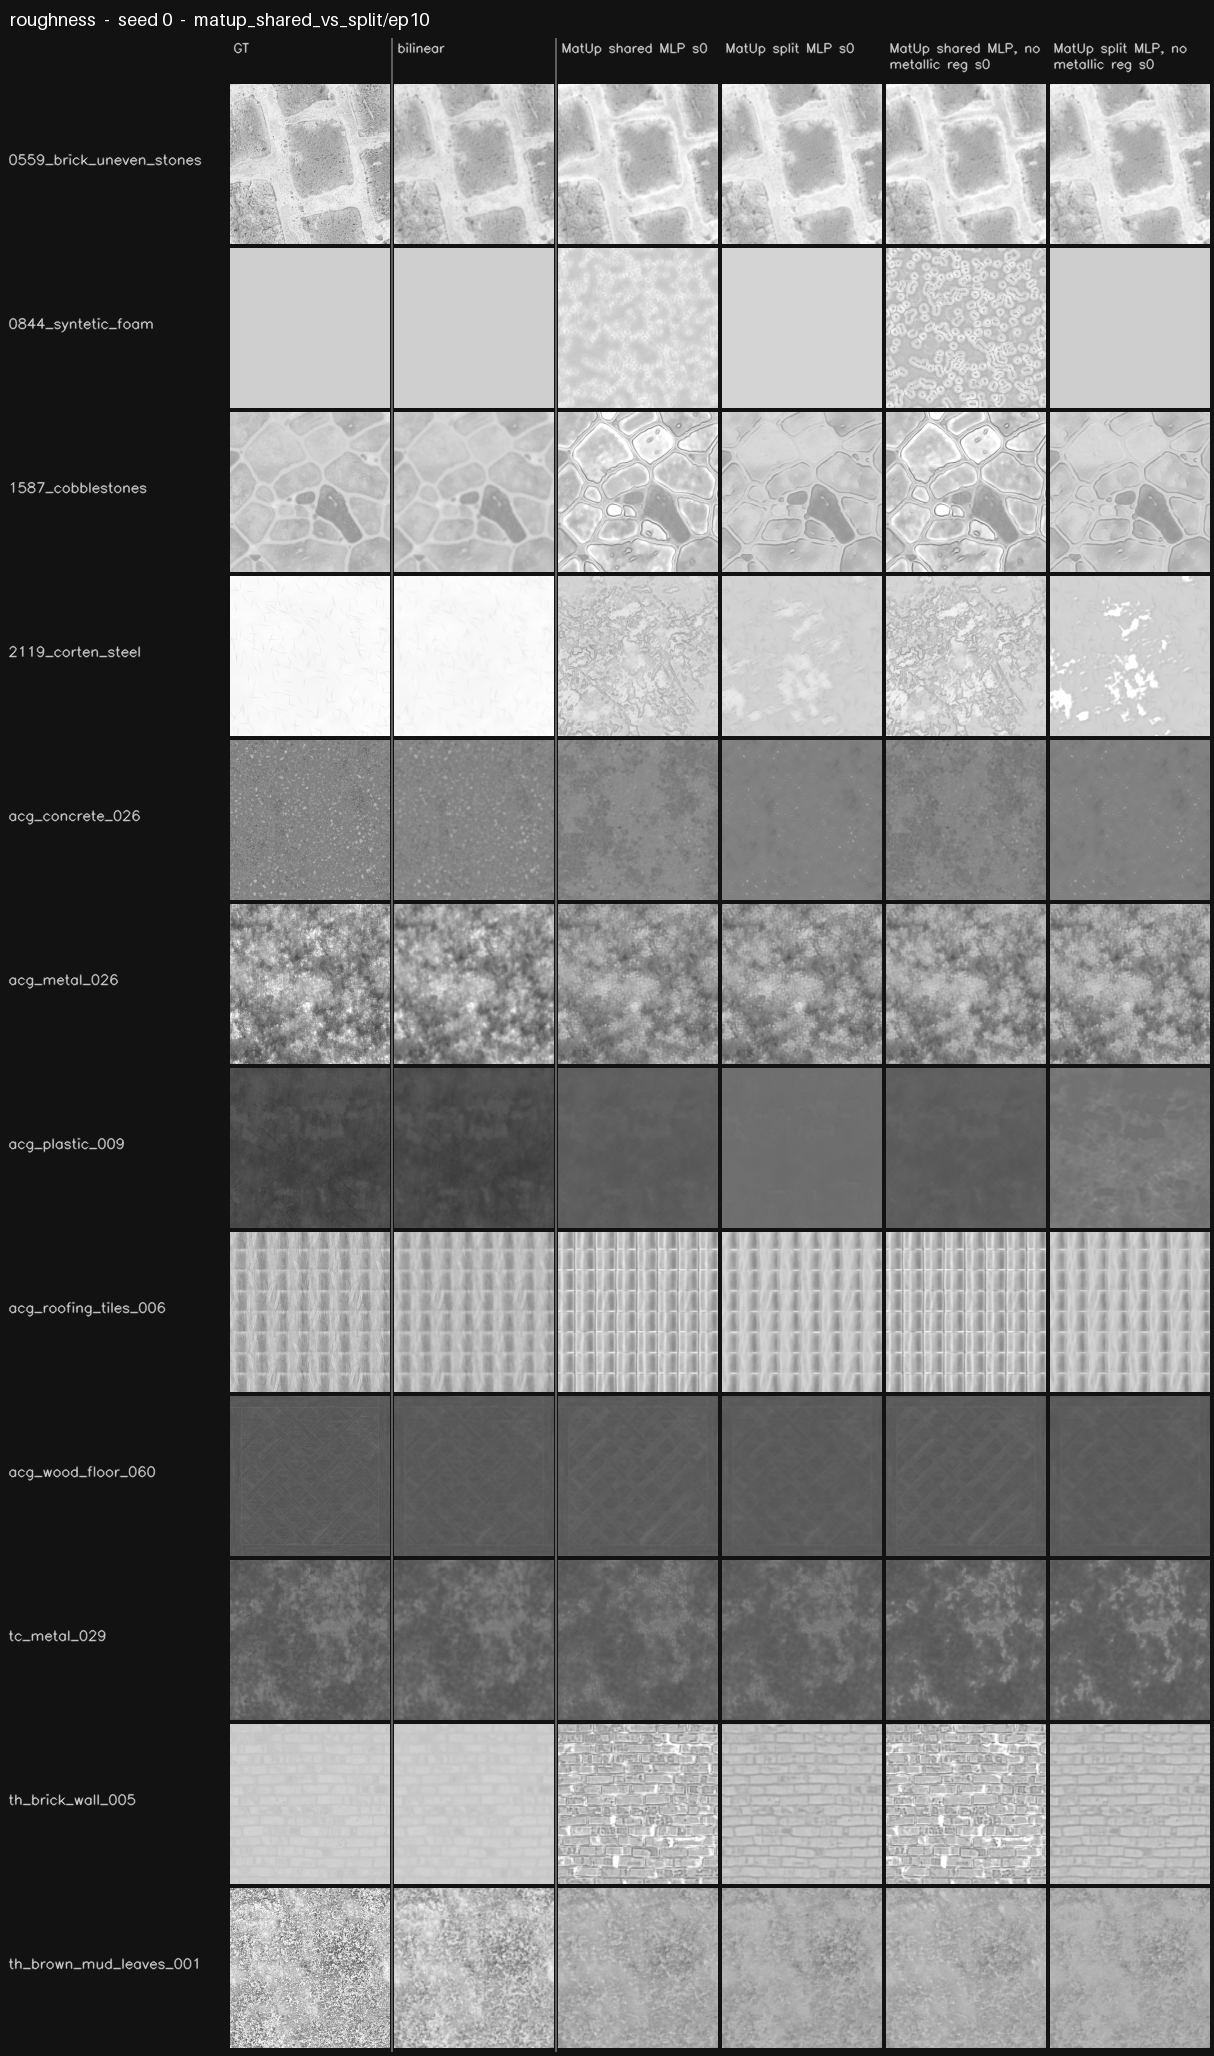 roughness - seed 0 - matup_shared_vs_split/ep10
GT
bilinear
MatUp shared MLP s0
MatUp split MLP s0
MatUp shared MLP, no
metallic reg s0
MatUp split MLP, no
metallic reg s0
0559_brick_uneven_stones
0844_syntetic_foam
1587_cobblestones
2119_corten_steel
acg_concrete_026
acg_metal_026
acg_plastic_009
acg_roofing_tiles_006
acg_wood_floor_060
tc_metal_029
th_brick_wall_005
th_brown_mud_leaves_001